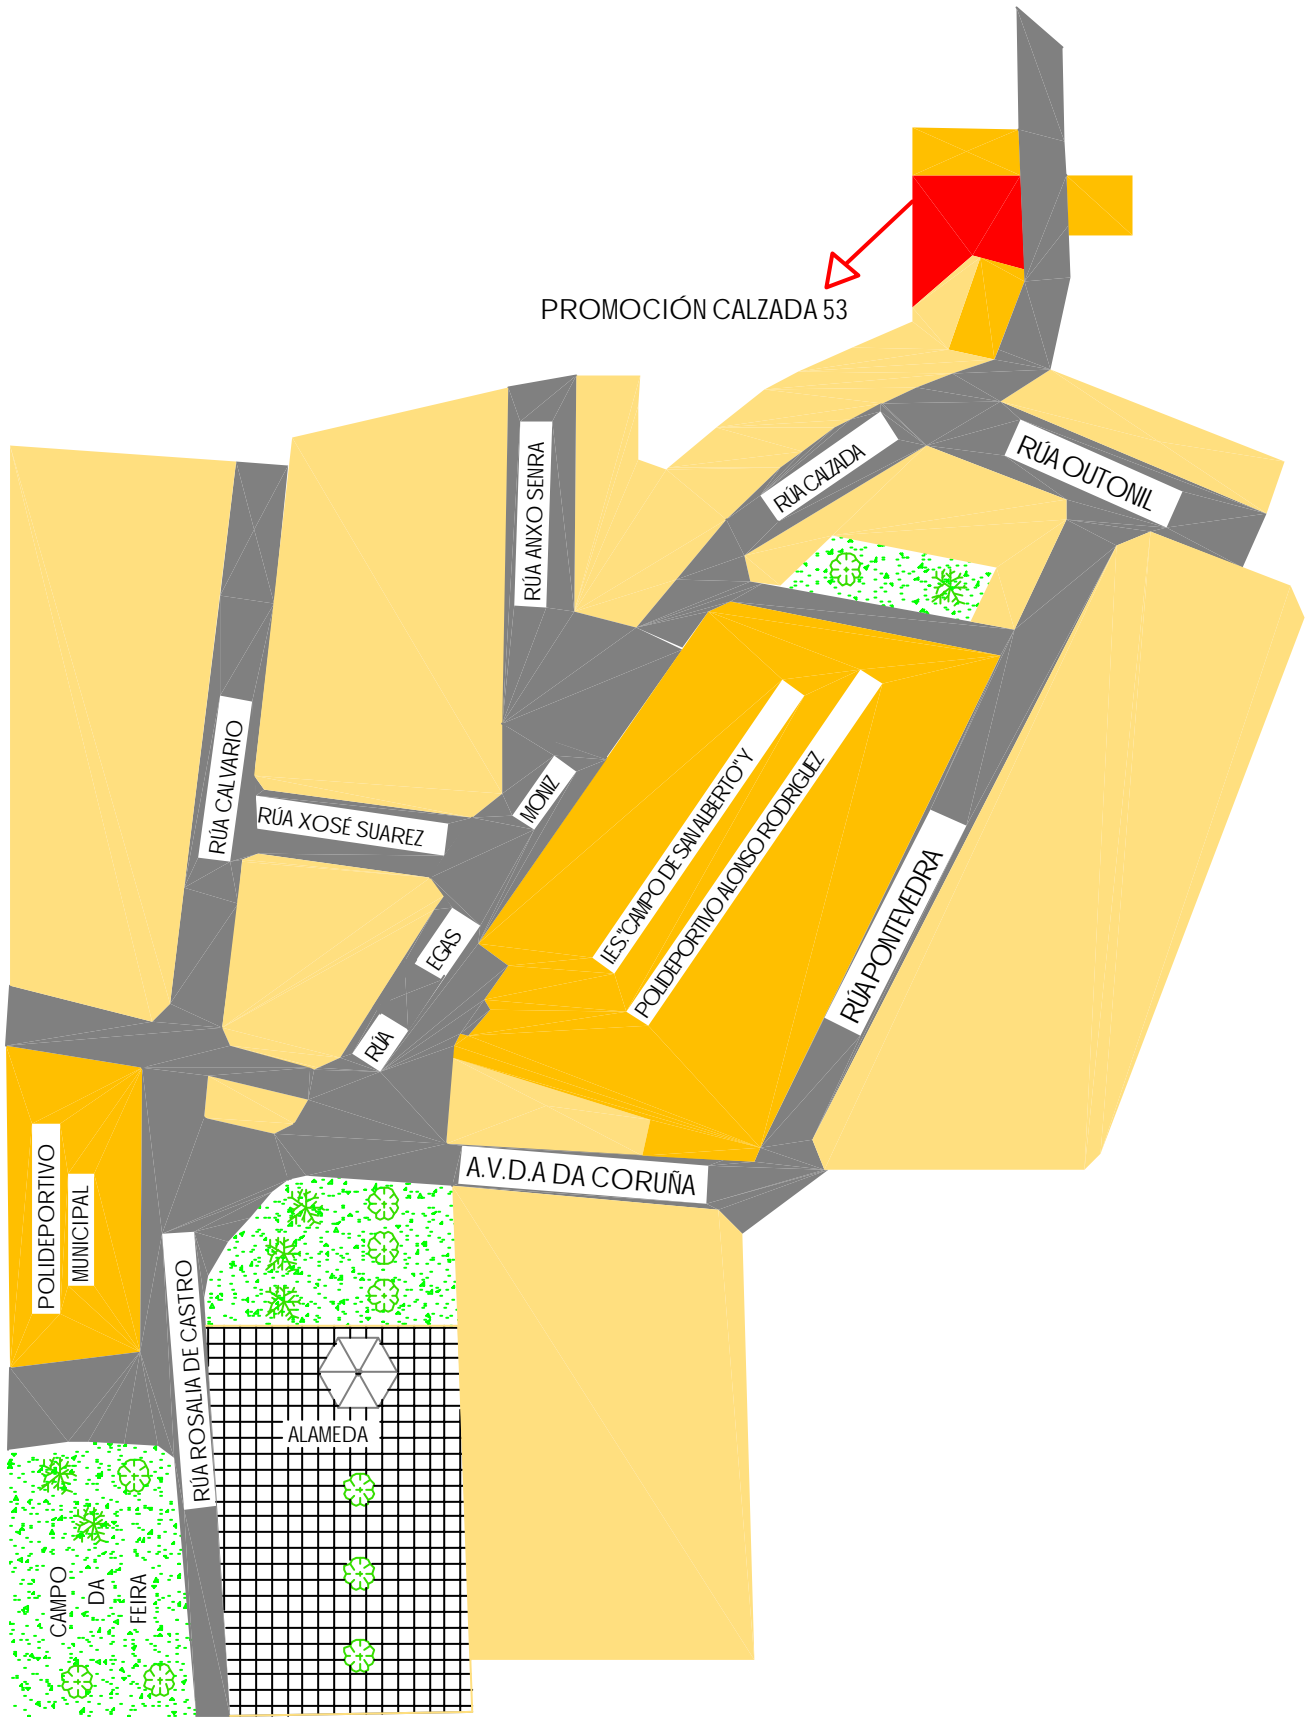 PROMOCIÓN CALZADA 53
RÚA OUTONIL
RÚA CALZADA
RÚA ANXO SENRA
RÚA CALVARIO
RÚA XOSÉ SUAREZ
RÚA
EGAS
MONIZ
I.E.S."CAMPO DE SAN ALBERTO" Y
POLIDEPORTIVO ALONSO RODRIGUEZ
RÚA PONTEVEDRA
A.V.D.A DA CORUÑA
POLIDEPORTIVO
MUNICIPAL
RÚA ROSALIA DE CASTRO
ALAMEDA
CAMPO
DA
FEIRA